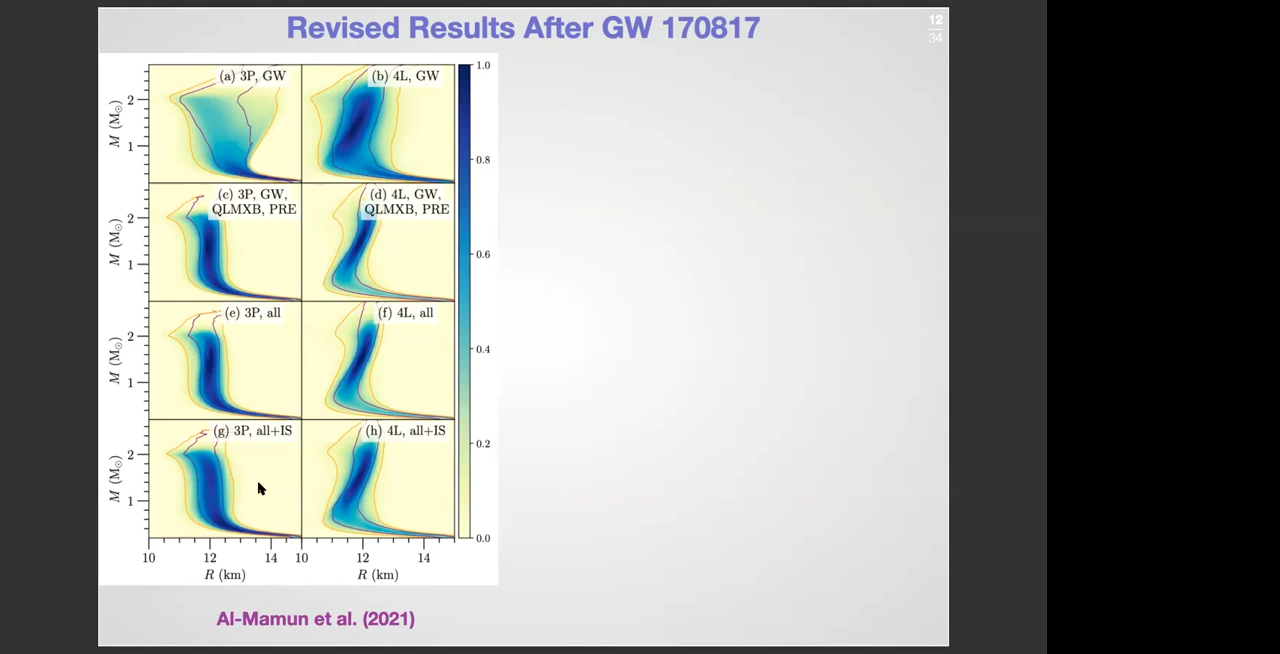 Revised Results After GW 170817
12
34
(a) 3P, GW
(b) 4L, GW
1.0
M (M☉)
2
1
0.8
(c) 3P, GW,
QLMXB, PRE
(d) 4L, GW,
QLMXB, PRE
M (M☉)
2
1
0.6
(e) 3P, all
(f) 4L, all
M (M☉)
2
1
0.4
(g) 3P, all+IS
(h) 4L, all+IS
0.2
M (M☉)
2
1
0.0
10 12 14 10 12 14
R (km) R (km)
Al-Mamun et al. (2021)